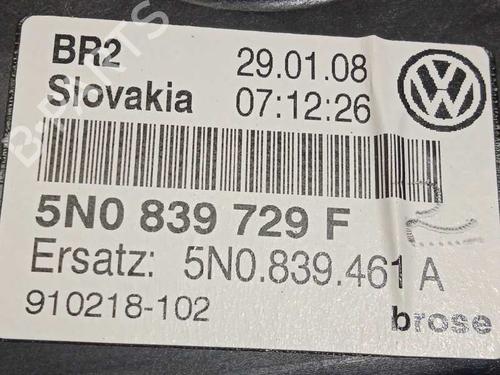 BR2 29.01.08
Slovakia 07:12:26
5N0 839 729 F
Ersatz: 5N0.839.461 A
910218-102 brose